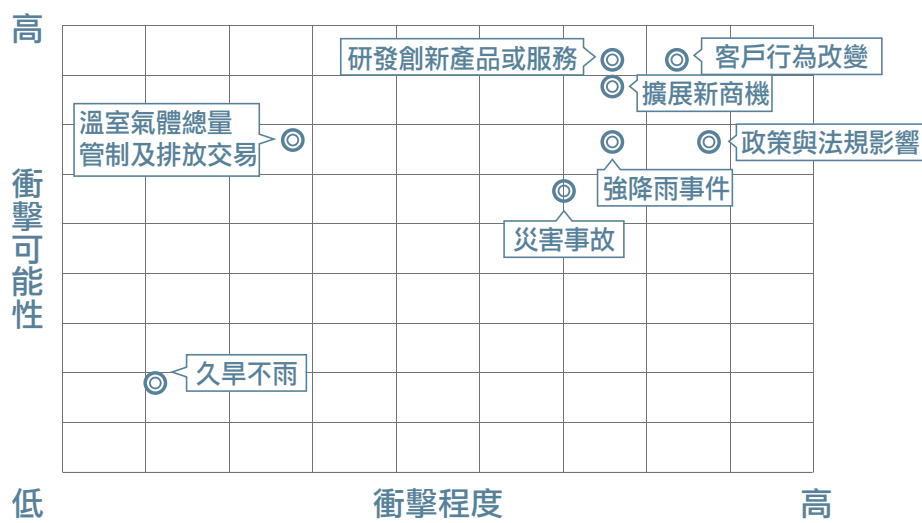 高
研發創新產品或服務
客戶行為改變
擴展新商機
溫室氣體總量
管制及排放交易
政策與法規影響
強降雨事件
衝擊可能性
災害事故
久旱不雨
低
衝擊程度
高